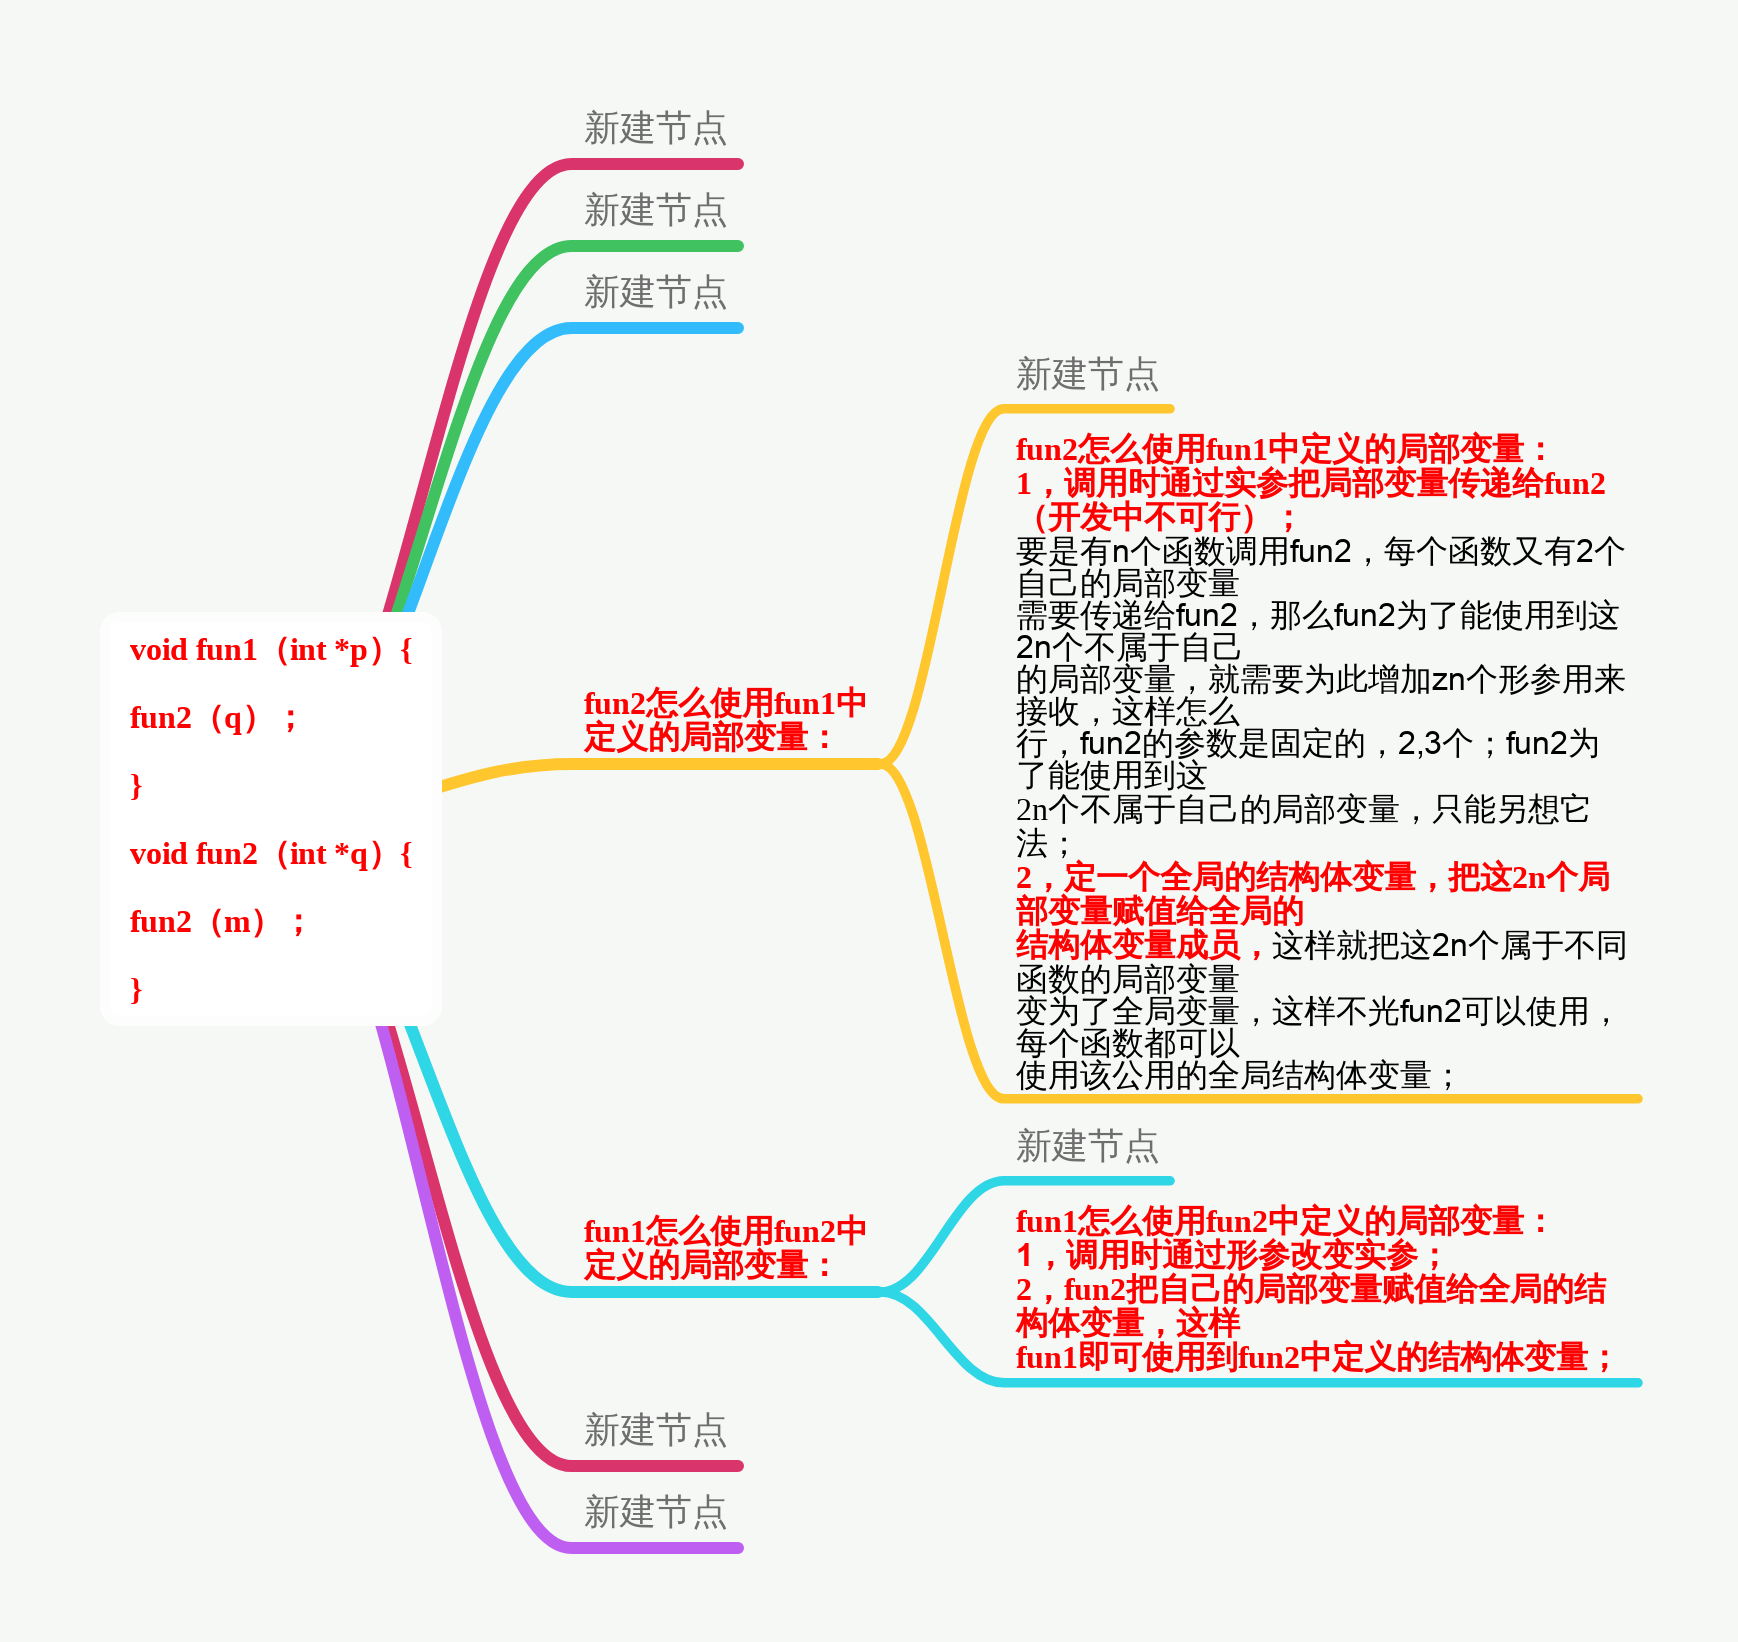 新建节点
新建节点
新建节点
void fun1（int *p）{
fun2（q）；
}
void fun2（int *q）{
fun2（m）；
}
fun2怎么使用fun1中
定义的局部变量：
新建节点
fun2怎么使用fun1中定义的局部变量：
1，调用时通过实参把局部变量传递给fun2
（开发中不可行）；
要是有n个函数调用fun2，每个函数又有2个
自己的局部变量
需要传递给fun2，那么fun2为了能使用到这
2n个不属于自己
的局部变量，就需要为此增加zn个形参用来
接收，这样怎么
行，fun2的参数是固定的，2,3个；fun2为
了能使用到这
2n个不属于自己的局部变量，只能另想它
法；
2，定一个全局的结构体变量，把这2n个局
部变量赋值给全局的
结构体变量成员，这样就把这2n个属于不同
函数的局部变量
变为了全局变量，这样不光fun2可以使用，
每个函数都可以
使用该公用的全局结构体变量；
fun1怎么使用fun2中
定义的局部变量：
新建节点
fun1怎么使用fun2中定义的局部变量：
1，调用时通过形参改变实参；
2，fun2把自己的局部变量赋值给全局的结
构体变量，这样
fun1即可使用到fun2中定义的结构体变量；
新建节点
新建节点